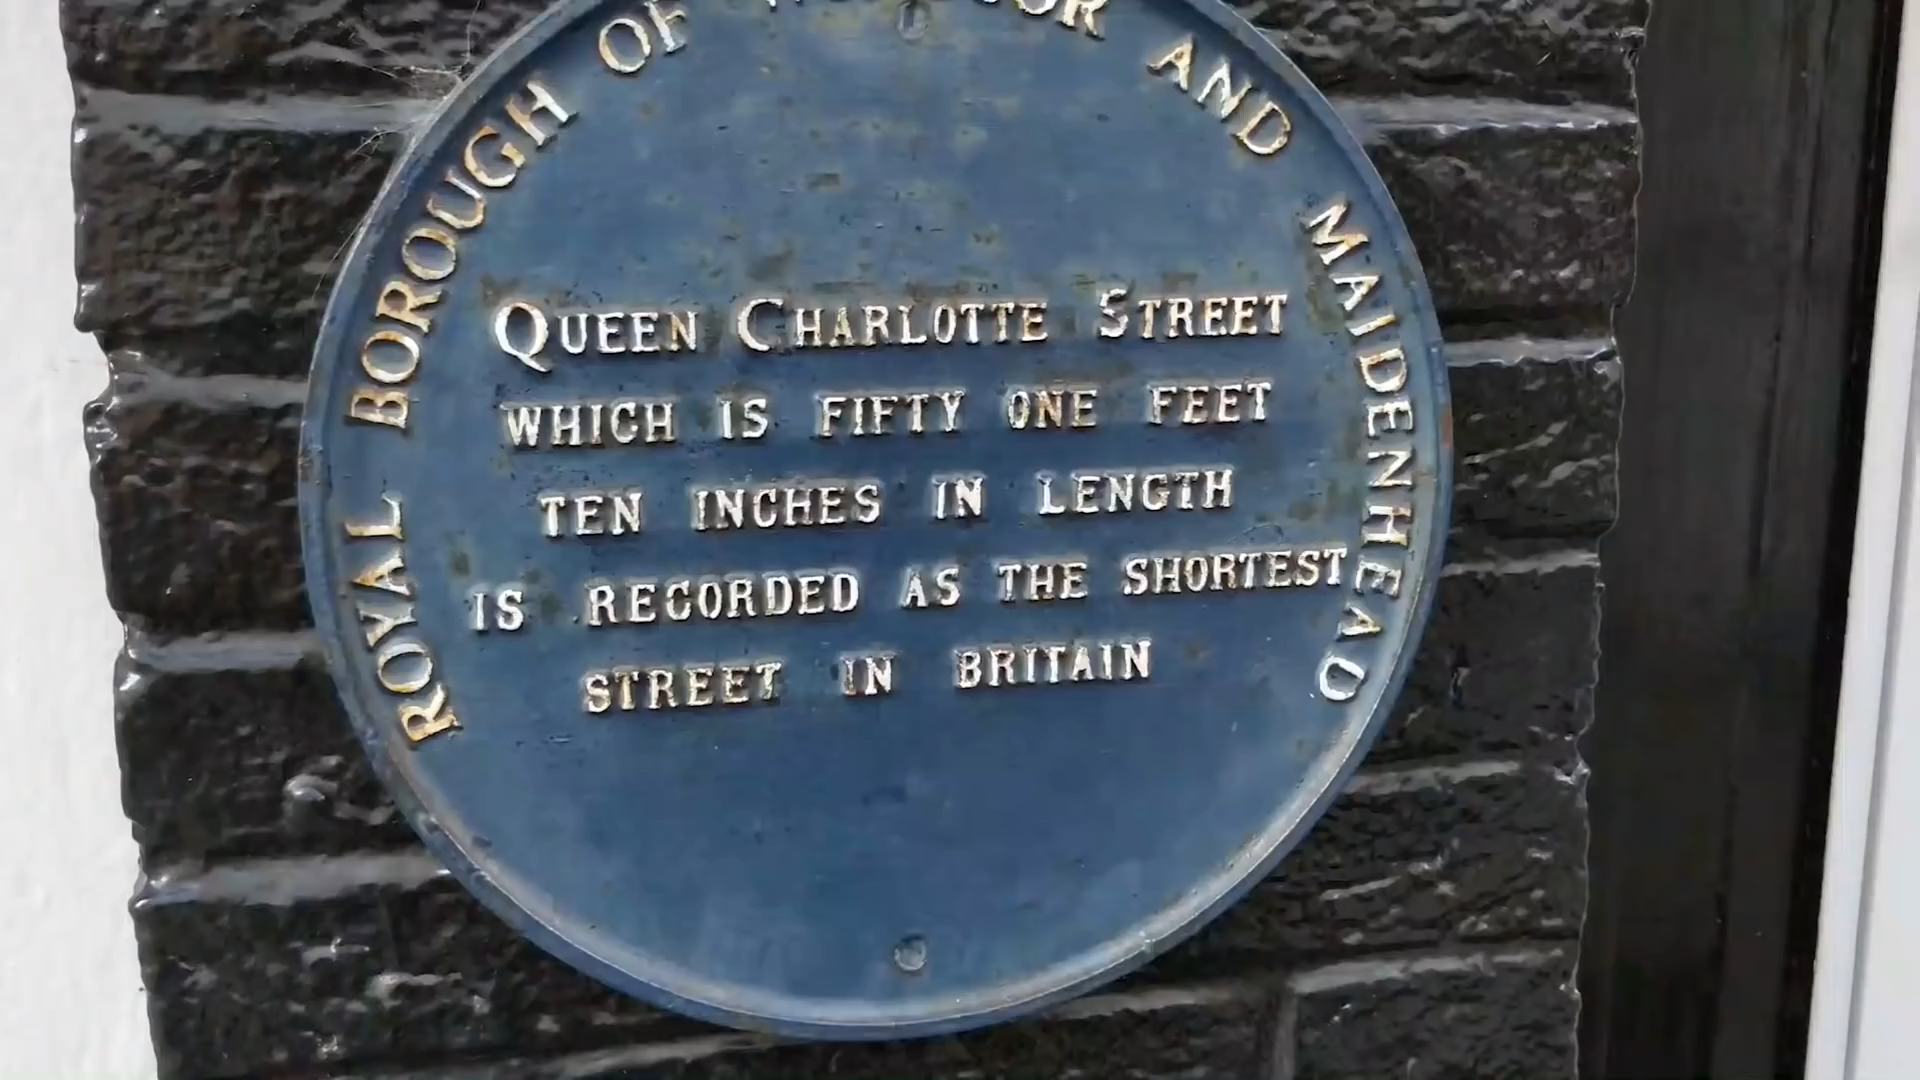 ROYAL BOROUGH OF WINDSOR AND MAIDENHEAD
QUEEN CHARLOTTE STREET
WHICH IS FIFTY ONE FEET
TEN INCHES IN LENGTH
IS RECORDED AS THE SHORTEST
STREET IN BRITAIN